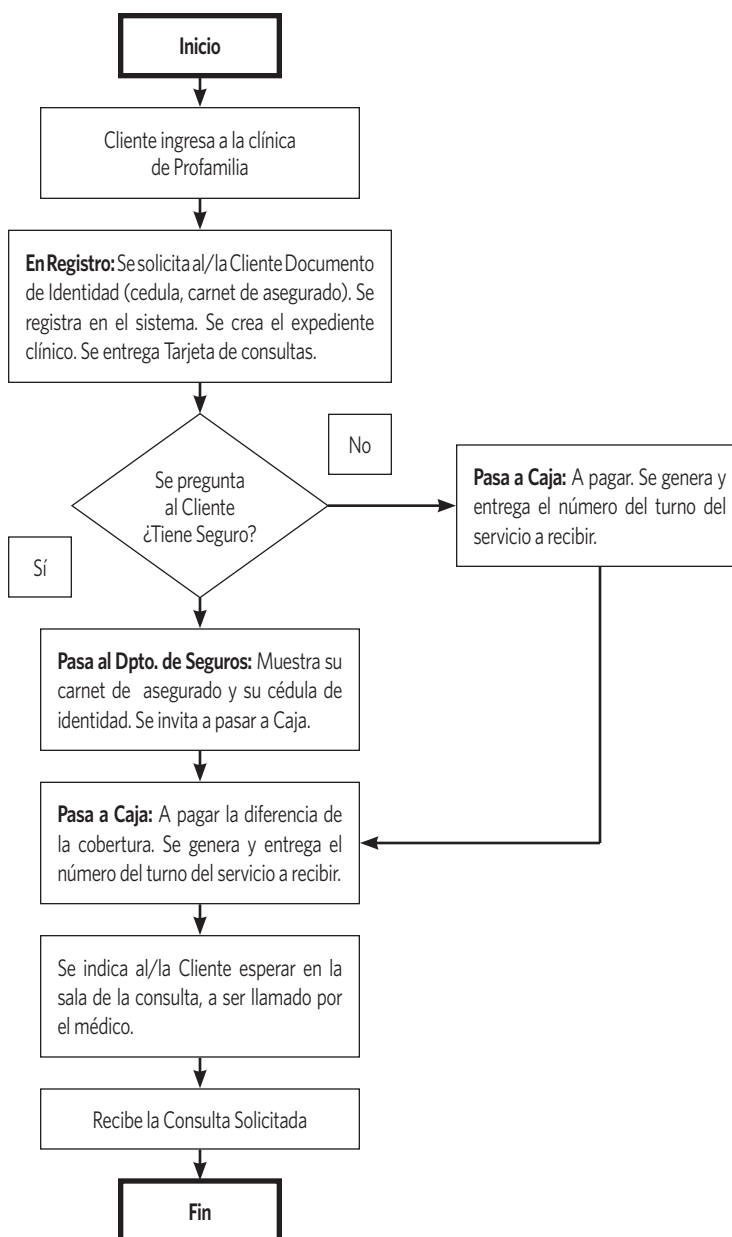 Inicio
Cliente ingresa a la clínica
de Profamilia
En Registro: Se solicita al/la Cliente Documento
de Identidad (cedula, carnet de asegurado). Se
registra en el sistema. Se crea el expediente
clínico. Se entrega Tarjeta de consultas.
Se pregunta
al Cliente
¿Tiene Seguro?
No
Pasa a Caja: A pagar. Se genera y
entrega el número del turno del
servicio a recibir.
Sí
Pasa al Dpto. de Seguros: Muestra su
carnet de asegurado y su cédula de
identidad. Se invita a pasar a Caja.
Pasa a Caja: A pagar la diferencia de
la cobertura. Se genera y entrega el
número del turno del servicio a recibir.
Se indica al/la Cliente esperar en la
sala de la consulta, a ser llamado por
el médico.
Recibe la Consulta Solicitada
Fin